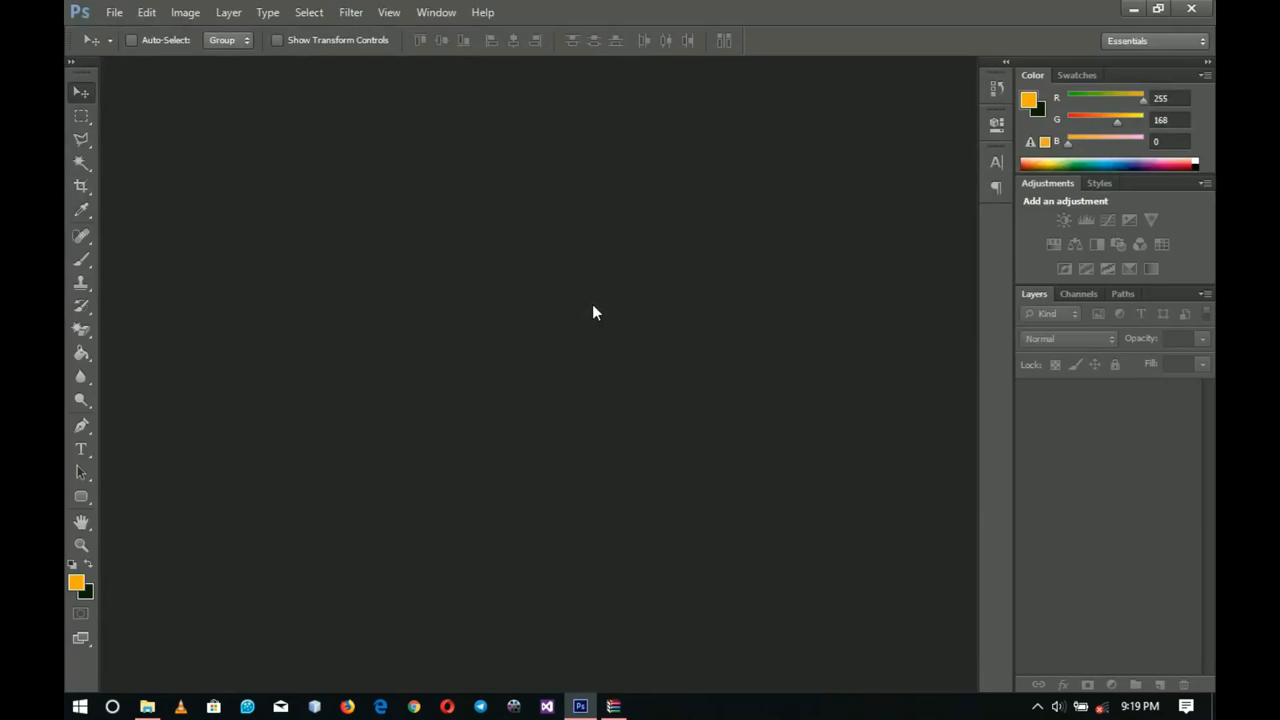 Ps File Edit Image Layer Type Select Filter View Window Help
Auto-Select: Group Show Transform Controls Essentials
Color Swatches
R 255
G 168
B 0
Adjustments Styles
Add an adjustment
Layers Channels Paths
Kind
Normal Opacity:
Lock: Fill:
Ps 9:19 PM